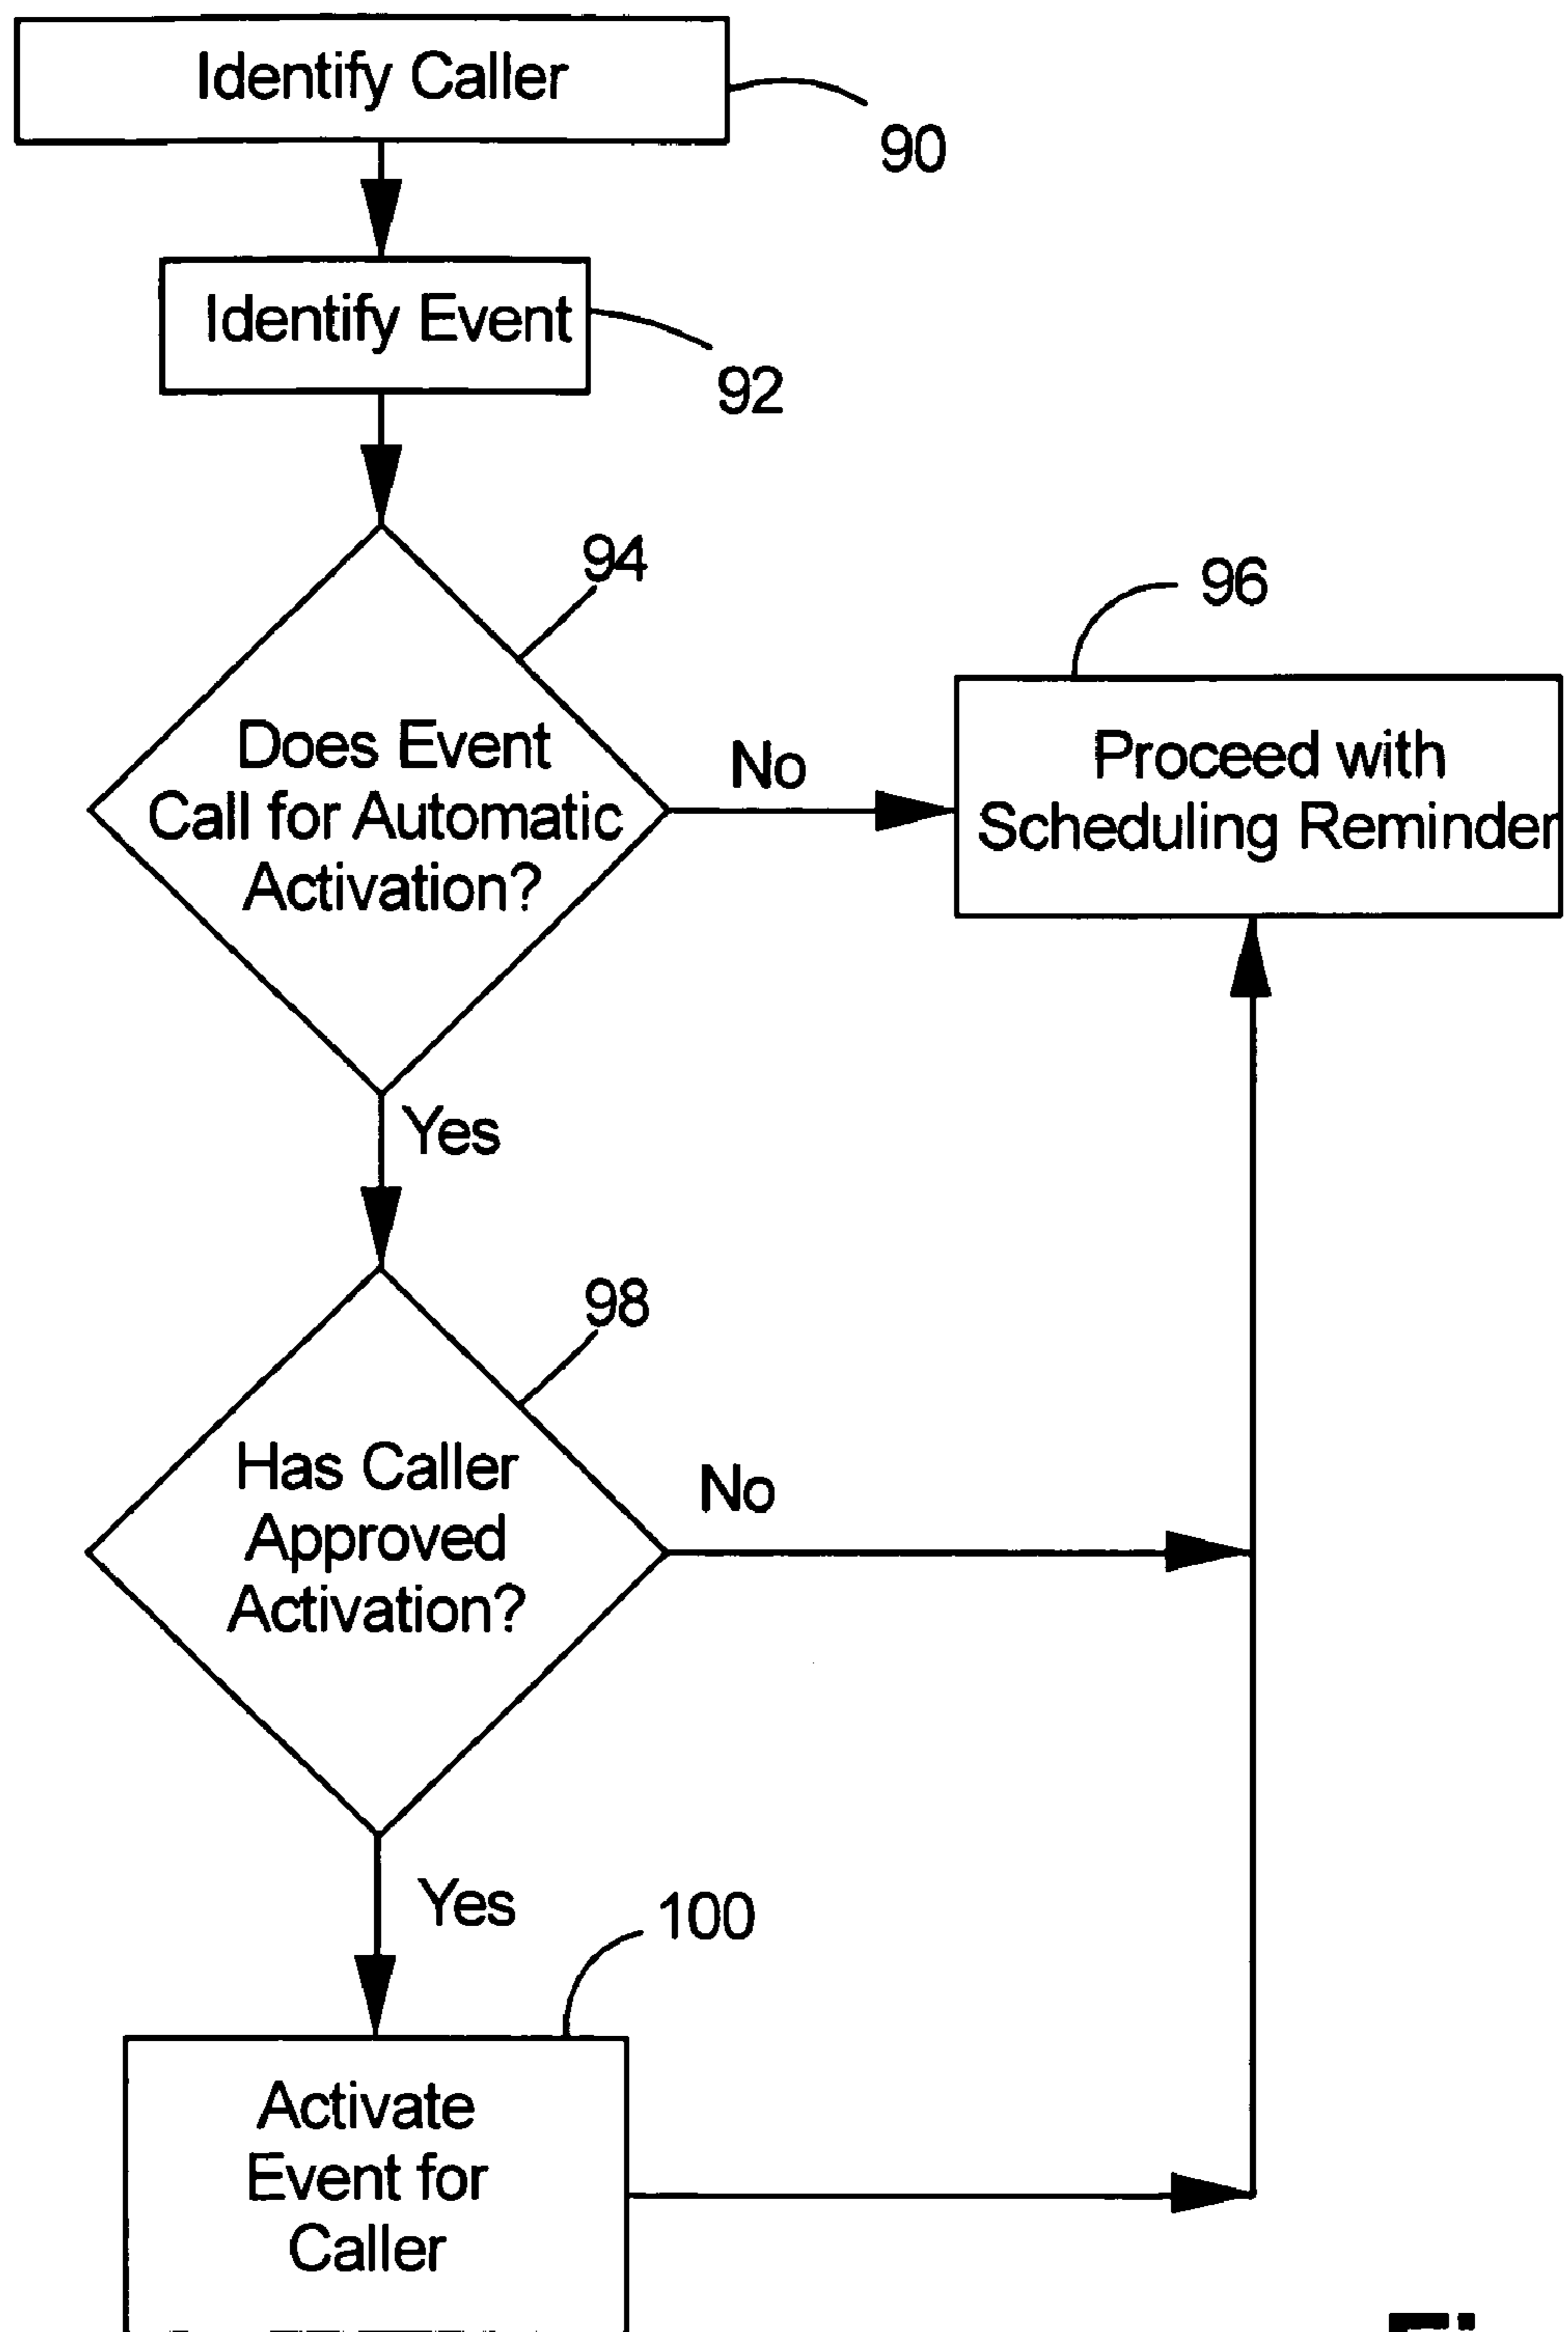 Identify Caller
90
Identify Event
92
94
96
Does Event
Call for Automatic
Activation?
No
Proceed with
Scheduling Reminder
Yes
98
Has Caller
Approved
Activation?
No
Yes
100
Activate
Event for
Caller